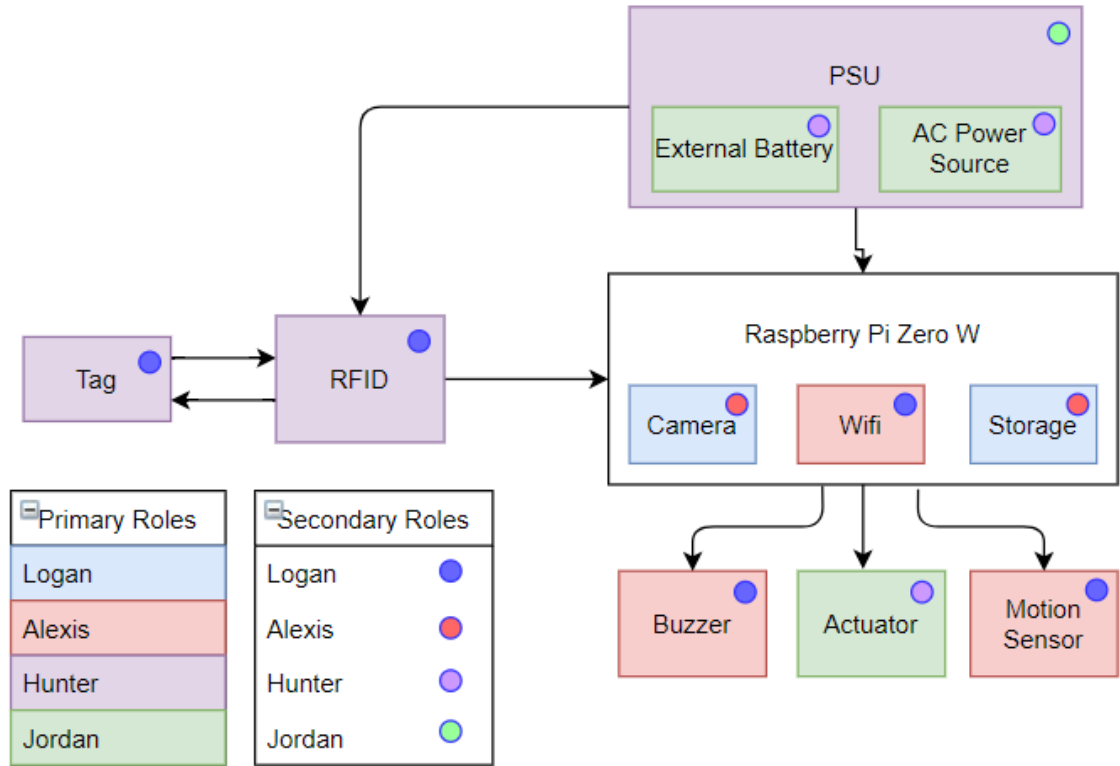 PSU
External Battery
AC Power
Source
Raspberry Pi Zero W
Tag
RFID
Camera
Wifi
Storage
Primary Roles
Logan
Alexis
Hunter
Jordan
Secondary Roles
Logan
Alexis
Hunter
Jordan
Buzzer
Actuator
Motion
Sensor